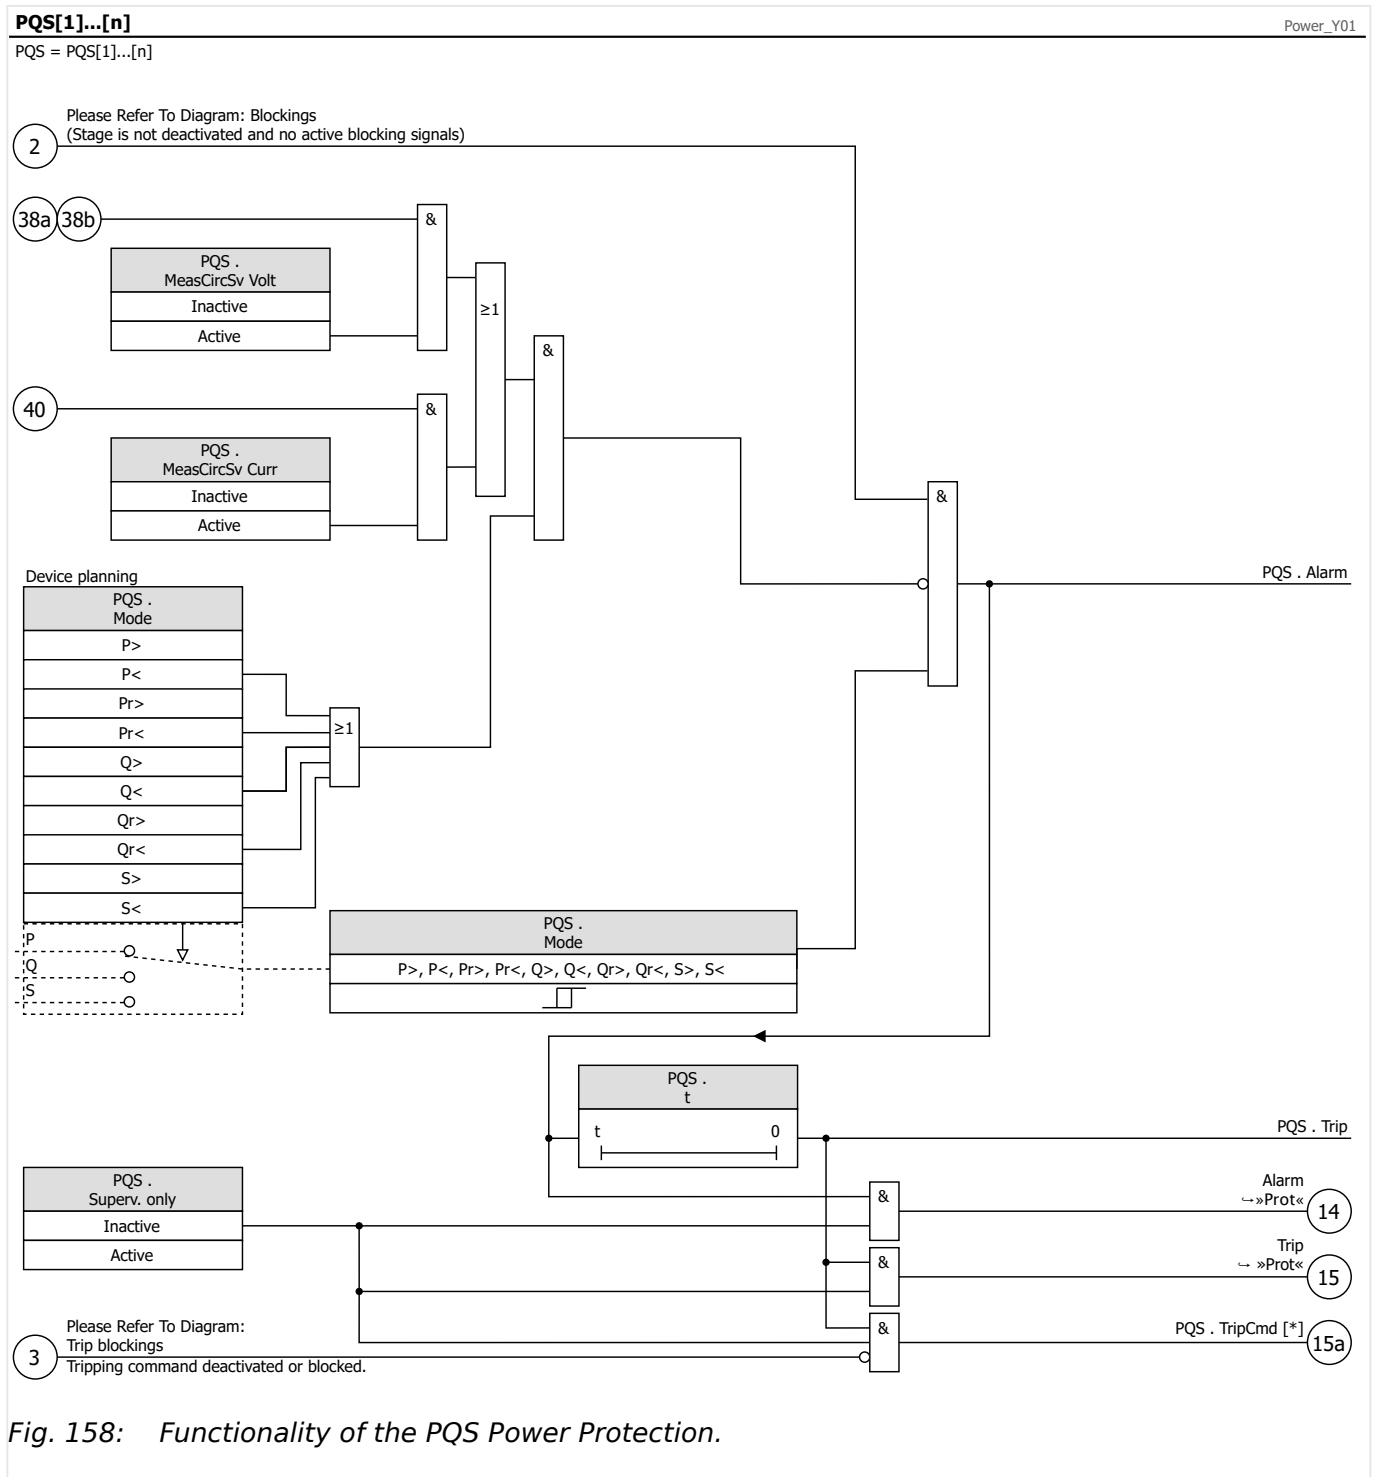 PQS[1]...[n]
Power_Y01
PQS = PQS[1]...[n]
Please Refer To Diagram: Blockings
(Stage is not deactivated and no active blocking signals)
2
38a 38b
&
PQS .
MeasCircSv Volt
Inactive
Active
≥1
&
40
&
PQS .
MeasCircSv Curr
Inactive
Active
&
PQS . Alarm
Device planning
PQS .
Mode
P>
P<
Pr>
Pr<
≥1
Q>
Q<
Qr>
Qr<
S>
S<
P
Q
S
PQS .
Mode
P>, P<, Pr>, Pr<, Q>, Q<, Qr>, Qr<, S>, S<
PQS .
t
t 0
PQS . Trip
PQS .
Superv. only
Inactive
Active
&
Alarm
↪»Prot«
14
&
Trip
↪ »Prot«
15
Please Refer To Diagram:
Trip blockings
Tripping command deactivated or blocked.
3
&
PQS . TripCmd [*]
15a
Fig. 158: Functionality of the PQS Power Protection.